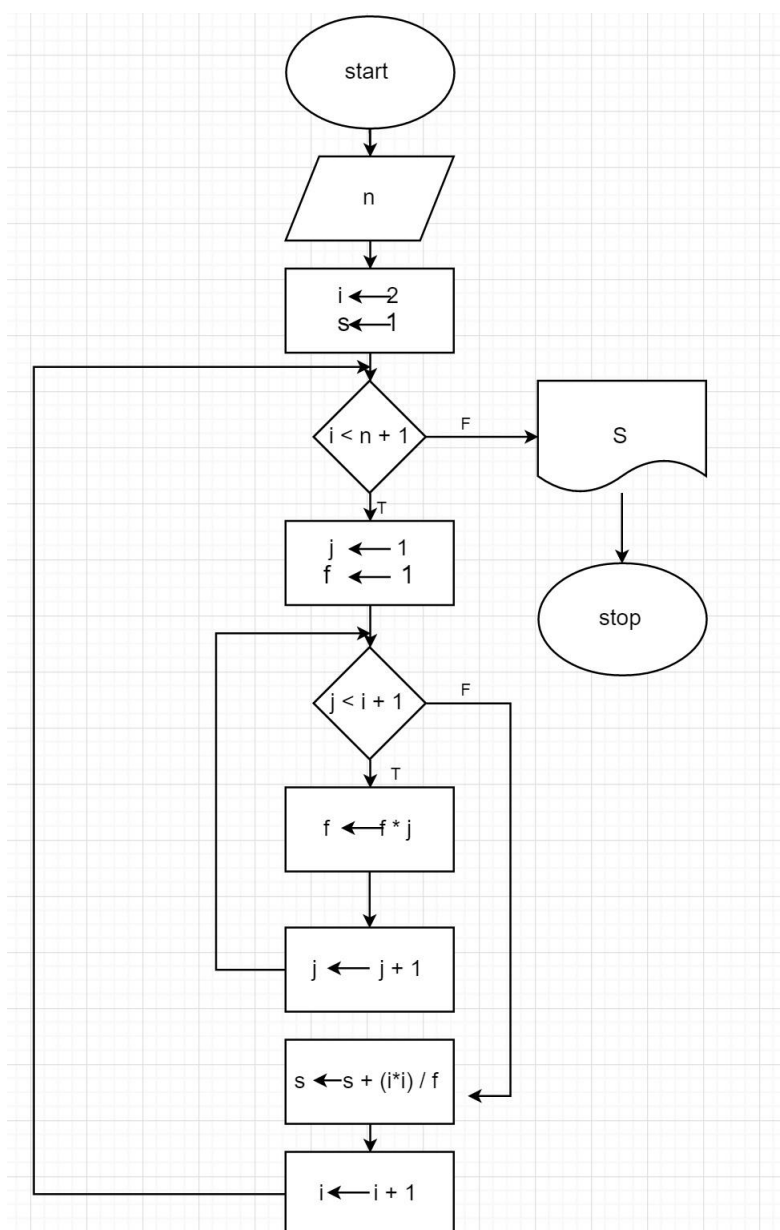 start
n
i ← 2
s ← 1
i < n + 1
F
S
T
j ← 1
f ← 1
stop
j < i + 1
F
T
f ← f * j
j ← j + 1
s ← s + (i*i) / f
i ← i + 1